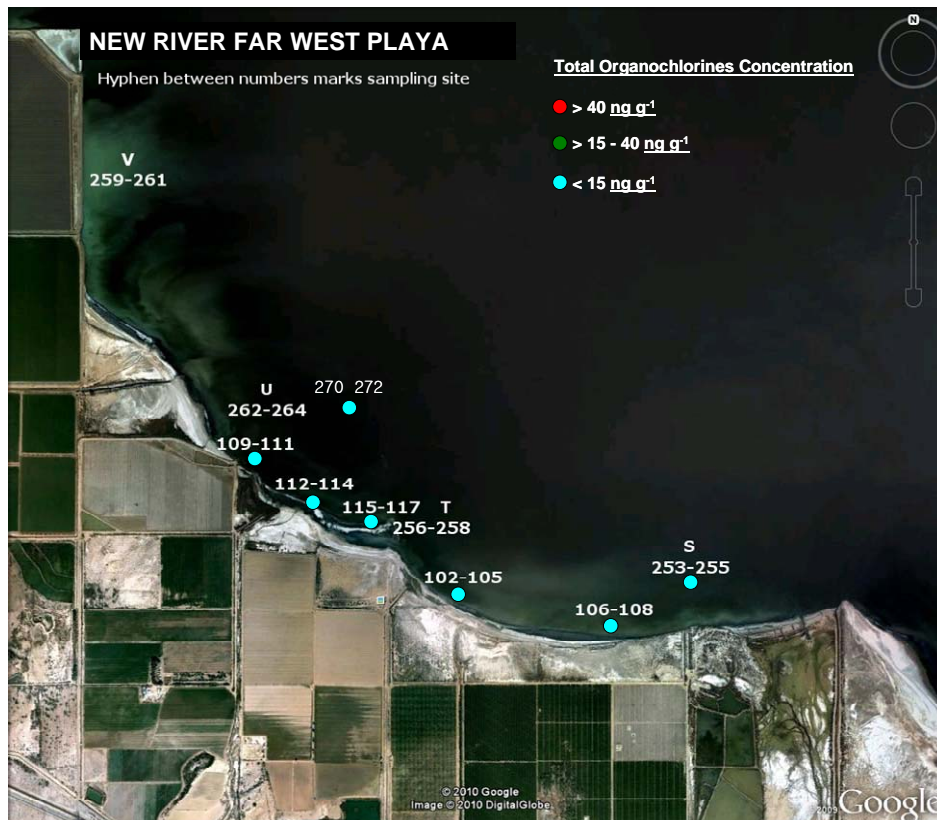 NEW RIVER FAR WEST PLAYA
Hyphen between numbers marks sampling site
N
Total Organochlorines Concentration
> 40 ng g-1
> 15 - 40 ng g-1
< 15 ng g-1
V
259-261
U
262-264
270 272
109-111
112-114
115-117 T
256-258
S
253-255
102-105
106-108
© 2010 Google
Image © 2010 DigitalGlobe
2009 Google